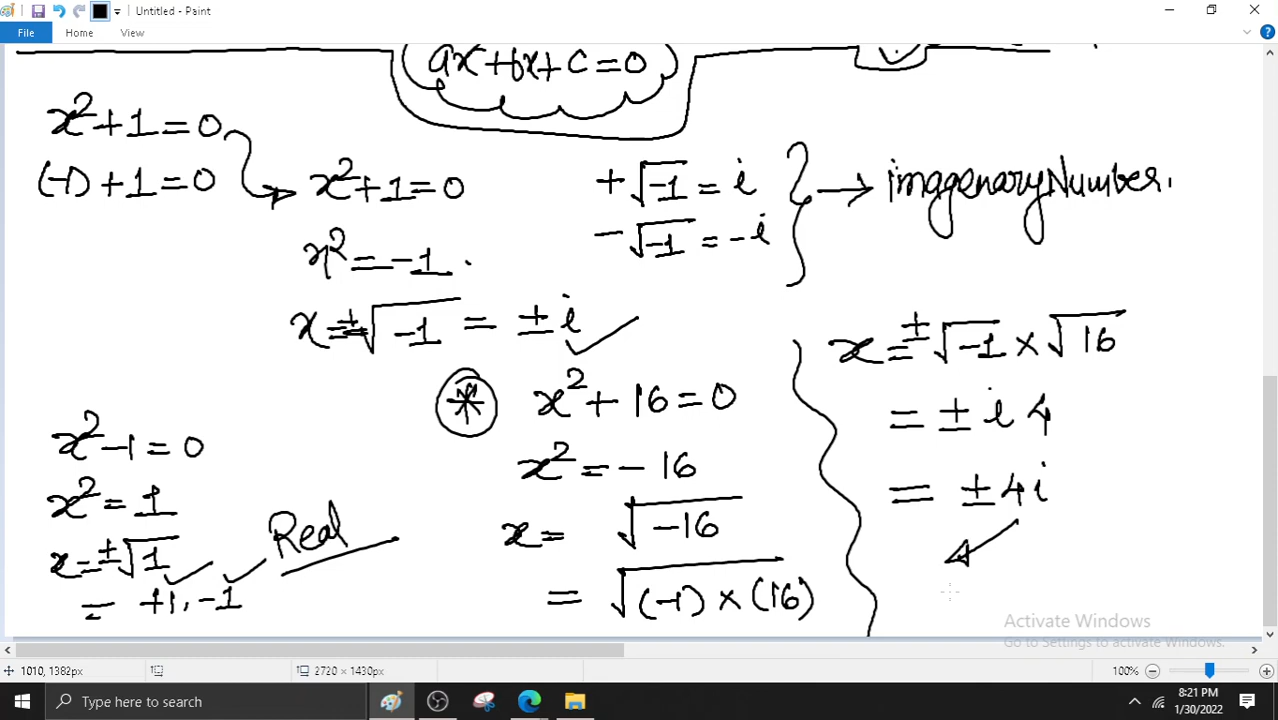 Untitled - Paint
File Home View
ax²+bx+c=0
x²+1=0
(-1)+1=0
x²+1=0
x²=-1.
x=±√-1 = ±i
+√-1 = i
-√-1 = -i
imagenary Number.
x²-1=0
x²=1
x=±√1
= +1, -1
Real
* x²+16=0
x²=-16
x= √-16
= √(-1)×(16)
x=±√-1×√16
= ±i4
= ±4i
Activate Windows
Go to Settings to activate Windows.
1010, 1382px
2720 × 1430px
100%
Type here to search
8:21 PM
1/30/2022